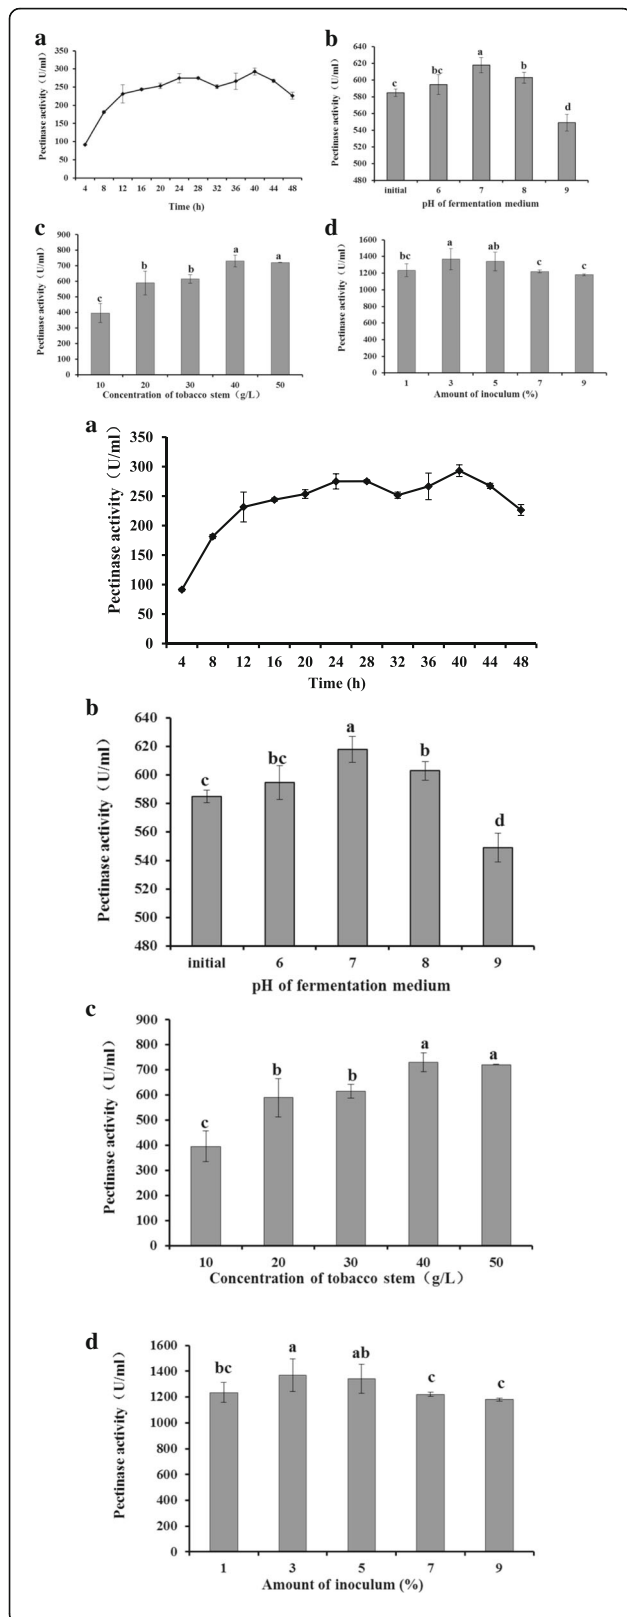 a
Pectinase activity（U/ml）
350
300
250
200
150
100
50
0
4 8 12 16 20 24 28 32 36 40 44 48
Time (h)
b
Pectinase activity（U/ml）
640
620
600
580
560
540
520
500
480
c bc a b d
initial 6 7 8 9
pH of fermentation medium
c
Pectinase activity（U/ml）
900
800
700
600
500
400
300
200
100
0
c b b a a
10 20 30 40 50
Concentration of tobacco stem（g/L）
d
Pectinase activity（U/ml）
1600
1400
1200
1000
800
600
400
200
0
bc a ab c c
1 3 5 7 9
Amount of inoculum (%)
a
Pectinase activity（U/ml）
350
300
250
200
150
100
50
0
4 8 12 16 20 24 28 32 36 40 44 48
Time (h)
b
Pectinase activity（U/ml）
640
620
600
580
560
540
520
500
480
c bc a b d
initial 6 7 8 9
pH of fermentation medium
c
Pectinase activity（U/ml）
900
800
700
600
500
400
300
200
100
0
c b b a a
10 20 30 40 50
Concentration of tobacco stem（g/L）
d
Pectinase activity（U/ml）
1600
1400
1200
1000
800
600
400
200
0
bc a ab c c
1 3 5 7 9
Amount of inoculum (%)